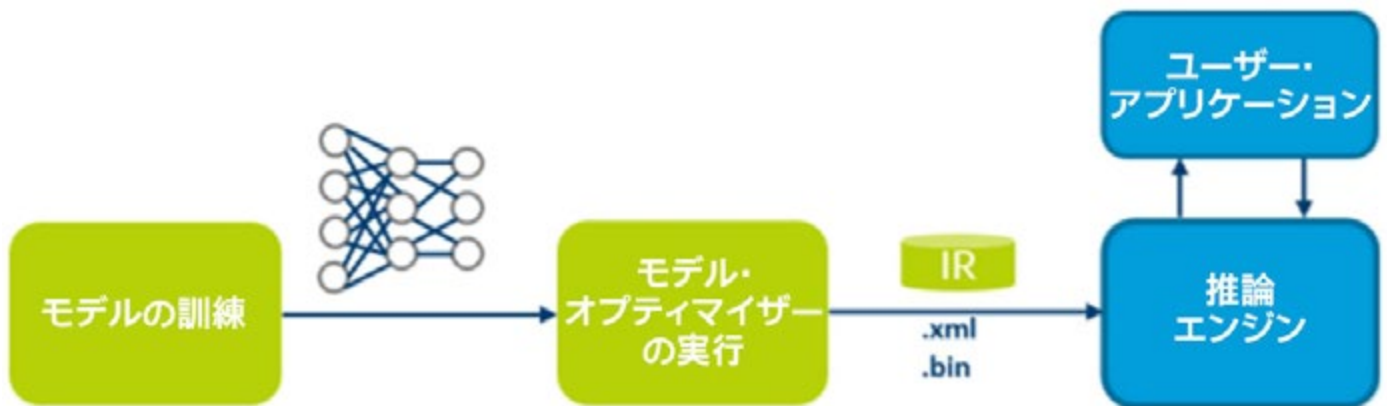 ユーザー・
アプリケーション
モデルの訓練
モデル・
オプティマイザー
の実行
IR
.xml
.bin
推論
エンジン